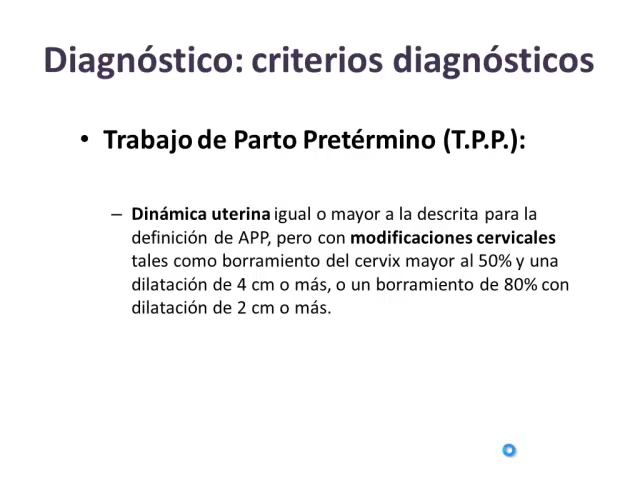 Diagnóstico: criterios diagnósticos
• Trabajo de Parto Pretérmino (T.P.P.):
– Dinámica uterina igual o mayor a la descrita para la
definición de APP, pero con modificaciones cervicales
tales como borramiento del cervix mayor al 50% y una
dilatación de 4 cm o más, o un borramiento de 80% con
dilatación de 2 cm o más.